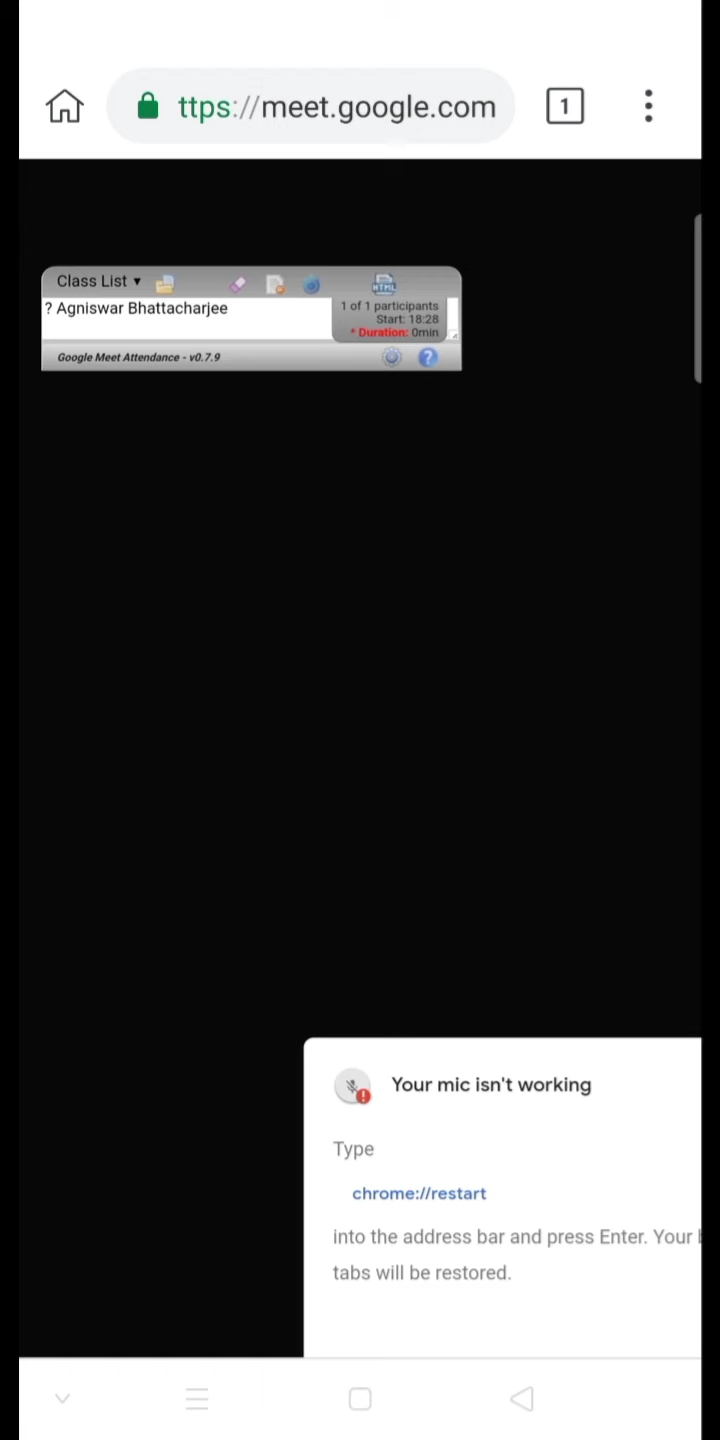 ttps://meet.google.com
1
Class List ▾
HTML
? Agniswar Bhattacharjee
1 of 1 participants
Start: 18:28
* Duration: 0min
Google Meet Attendance - v0.7.9
?
Your mic isn't working
Type
chrome://restart
into the address bar and press Enter. Your
tabs will be restored.